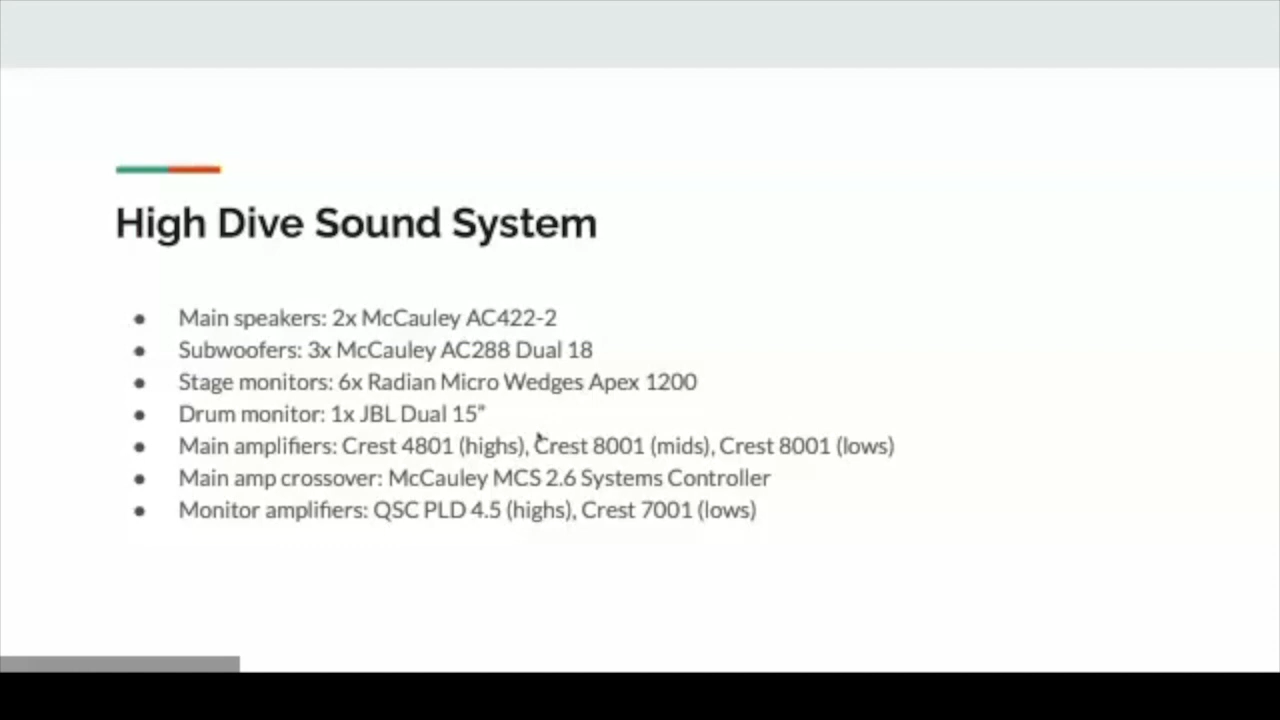 High Dive Sound System
● Main speakers: 2x McCauley AC422-2
● Subwoofers: 3x McCauley AC288 Dual 18
● Stage monitors: 6x Radian Micro Wedges Apex 1200
● Drum monitor: 1x JBL Dual 15”
● Main amplifiers: Crest 4801 (highs), Crest 8001 (mids), Crest 8001 (lows)
● Main amp crossover: McCauley MCS 2.6 Systems Controller
● Monitor amplifiers: QSC PLD 4.5 (highs), Crest 7001 (lows)